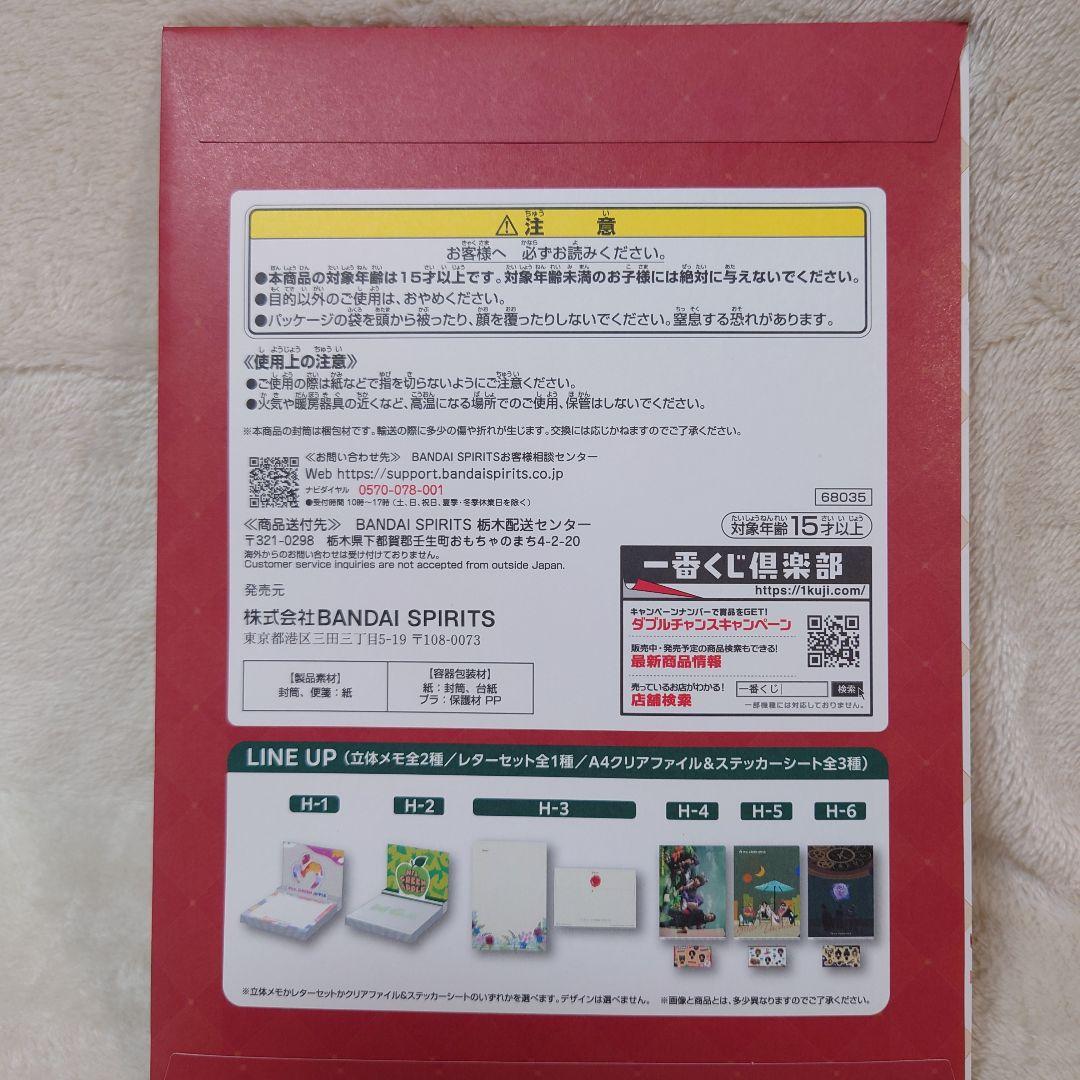 ⚠注意
お客様へ 必ずお読みください。
●本商品の対象年齢は15才以上です。対象年齢未満のお子様には絶対に与えないでください。
●目的以外のご使用は、おやめください。
●パッケージの袋を頭から被ったり、顔を覆ったりしないでください。窒息する恐れがあります。
《使用上の注意》
●ご使用の際は紙などで指を切らないようにご注意ください。
●火気や暖房器具の近くなど、高温になる場所でのご使用、保管はしないでください。
※本商品の封筒は梱包材です。輸送の際に多少の傷や折れが生じます。交換には応じかねますのでご了承ください。
≪お問い合わせ先≫ BANDAI SPIRITSお客様相談センター
Web https://support.bandaispirits.co.jp
ナビダイヤル 0570-078-001
●受付時間 10時～17時(土、日、祝日、夏季・冬季休業日を除く)
68035
≪商品送付先≫ BANDAI SPIRITS 栃木配送センター
〒321-0298 栃木県下都賀郡壬生町おもちゃのまち4-2-20
海外からのお問い合わせは受け付けておりません。
Customer service inquiries are not accepted from outside Japan.
対象年齢15才以上
発売元
株式会社BANDAI SPIRITS
東京都港区三田三丁目5-19 〒108-0073
【製品素材】
封筒、便箋：紙
【容器包装材】
紙：封筒、台紙
プラ：保護材 PP
一番くじ倶楽部
https://1kuji.com/
キャンペーンナンバーで賞品をGET!
ダブルチャンスキャンペーン
販売中・発売予定の商品検索もできる!
最新商品情報
売っているお店がわかる!
店舗検索
一番くじ 検索
一部機種には対応しておりません。
LINE UP (立体メモ全2種／レターセット全1種／A4クリアファイル&ステッカーシート全3種)
H-1 H-2 H-3 H-4 H-5 H-6
MRS. GREEN APPLE
※立体メモかレターセットかクリアファイル&ステッカーシートのいずれかを選べます。デザインは選べません。 ※画像と商品とは、多少異なりますのでご了承ください。